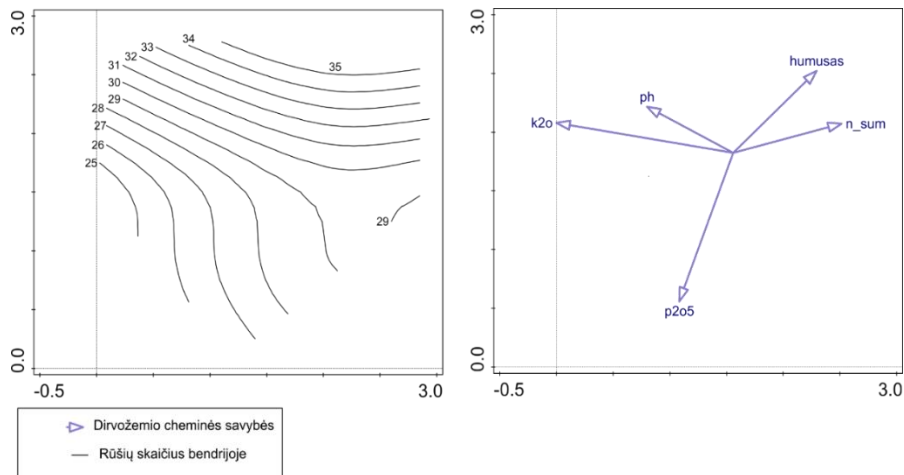 3.0
34
33
32
31
30
29
28
27
26
25
35
29
0.0
-0.5
3.0
3.0
humusas
ph
k2o
n_sum
p2o5
0.0
-0.5
3.0
Dirvožemio cheminės savybės
Rūšių skaičius bendrijoje